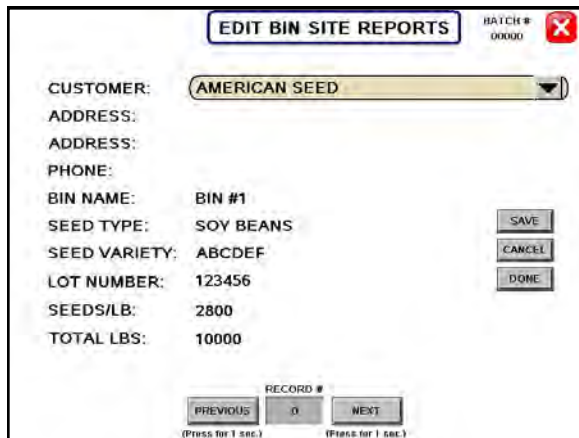 EDIT BIN SITE REPORTS
BATCH #
00000
X
CUSTOMER: AMERICAN SEED
ADDRESS:
ADDRESS:
PHONE:
BIN NAME: BIN #1
SEED TYPE: SOY BEANS
SAVE
SEED VARIETY: ABCDEF
CANCEL
LOT NUMBER: 123456
DONE
SEEDS/LB: 2800
TOTAL LBS: 10000
RECORD #
PREVIOUS 0 NEXT
(Press for 1 sec.) (Press for 1 sec.)